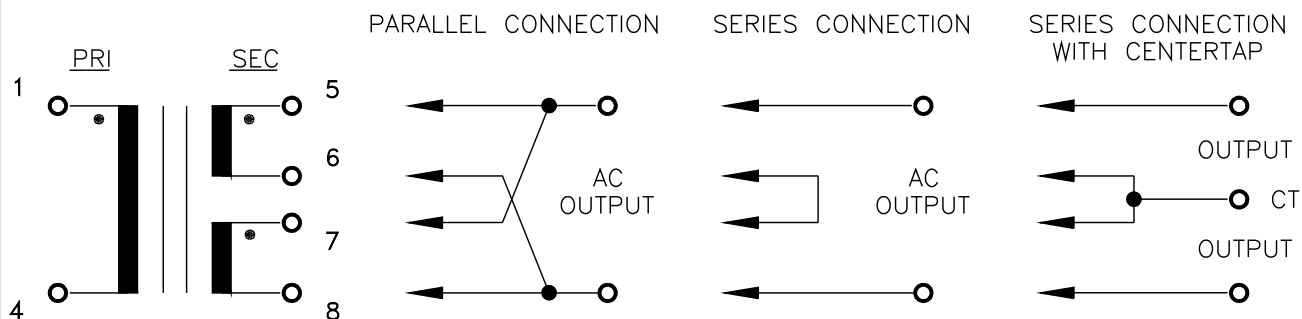 PARALLEL CONNECTION
SERIES CONNECTION
SERIES CONNECTION
WITH CENTERTAP
PRI
SEC
1
5
6
7
4
8
AC
OUTPUT
AC
OUTPUT
OUTPUT
CT
OUTPUT